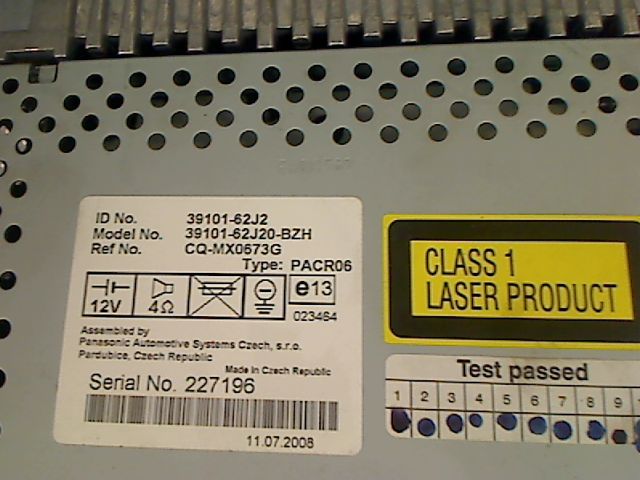 ID No. 39101-62J2
Model No. 39101-62J20-BZH
Ref No. CQ-MX0673G
Type: PACR06
12V 4Ω e13
023464
Assembled by
Panasonic Automotive Systems Czech, s.r.o.
Pardubice, Czech Republic
Made in Czech Republic
Serial No. 227196
11.07.2008
CLASS 1
LASER PRODUCT
Test passed
1 2 3 4 5 6 7 8 9